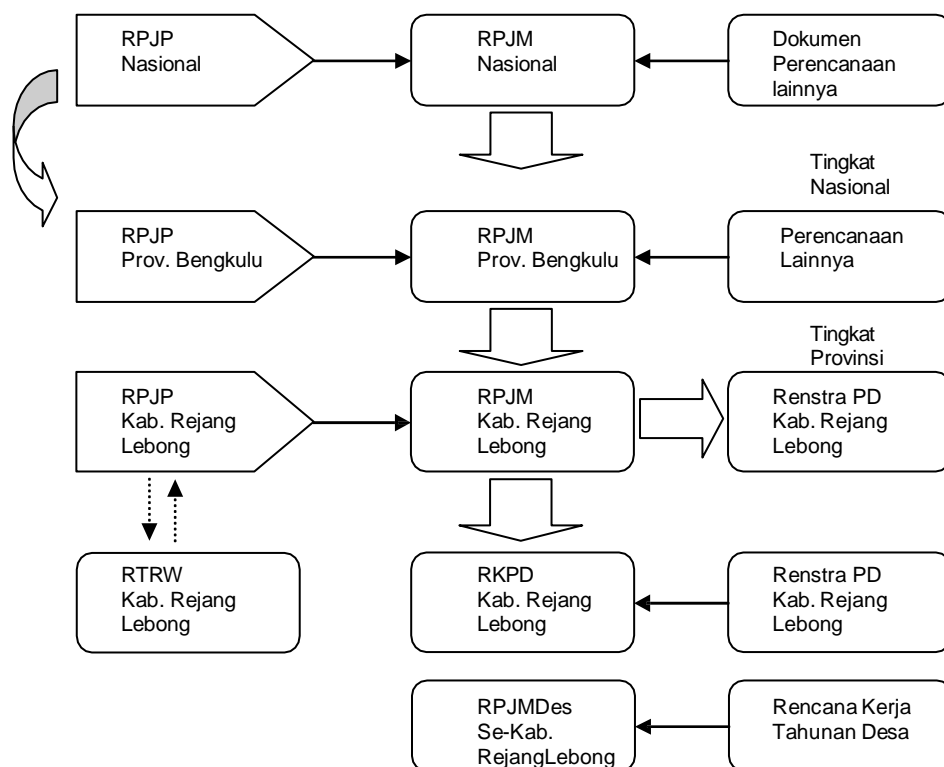 RPJP
Nasional
RPJM
Nasional
Dokumen
Perencanaan
lainnya
Tingkat
Nasional
RPJP
Prov. Bengkulu
RPJM
Prov. Bengkulu
Perencanaan
Lainnya
Tingkat
Provinsi
RPJP
Kab. Rejang
Lebong
RPJM
Kab. Rejang
Lebong
Renstra PD
Kab. Rejang
Lebong
RTRW
Kab. Rejang
Lebong
RKPD
Kab. Rejang
Lebong
Renstra PD
Kab. Rejang
Lebong
RPJMDes
Se-Kab.
RejangLebong
Rencana Kerja
Tahunan Desa